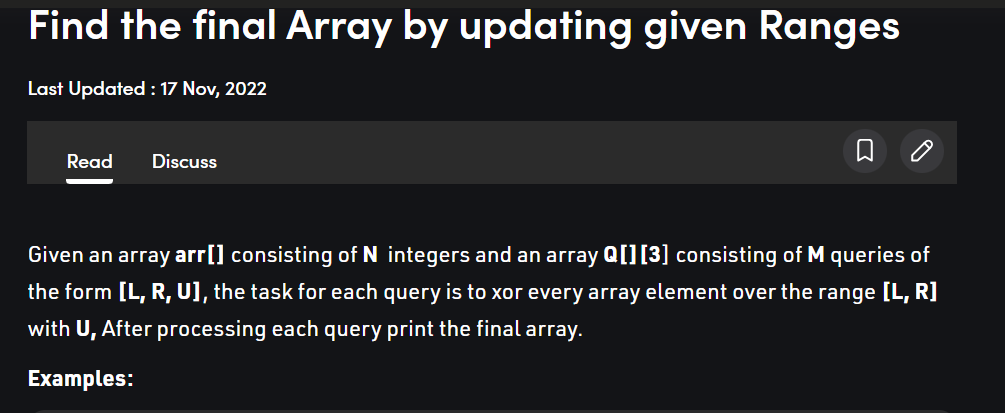 Find the final Array by updating given Ranges
Last Updated : 17 Nov, 2022
Read Discuss
Given an array arr[] consisting of N integers and an array Q[][3] consisting of M queries of
the form [L, R, U], the task for each query is to xor every array element over the range [L, R]
with U, After processing each query print the final array.
Examples: